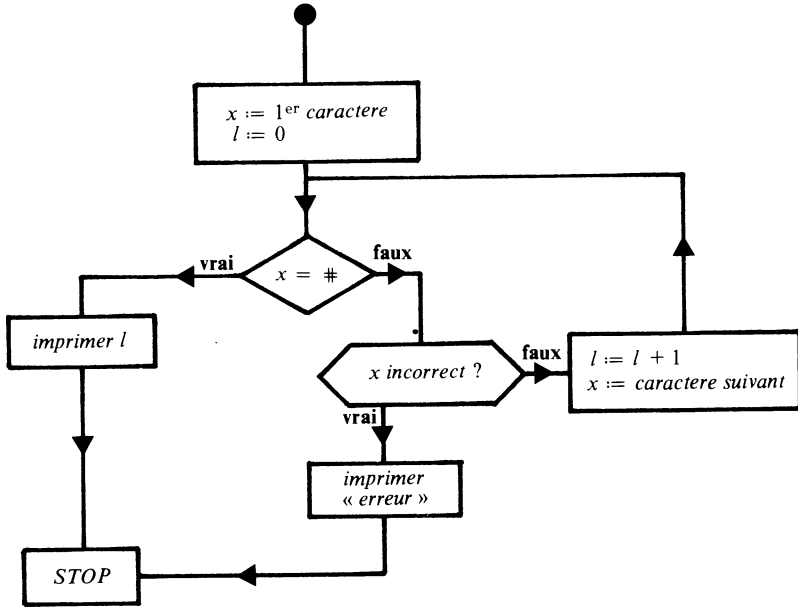 x := 1er caractere
l := 0
vrai
x = #
faux
imprimer l
x incorrect ?
faux
l := l + 1
x := caractere suivant
vrai
imprimer
« erreur »
STOP